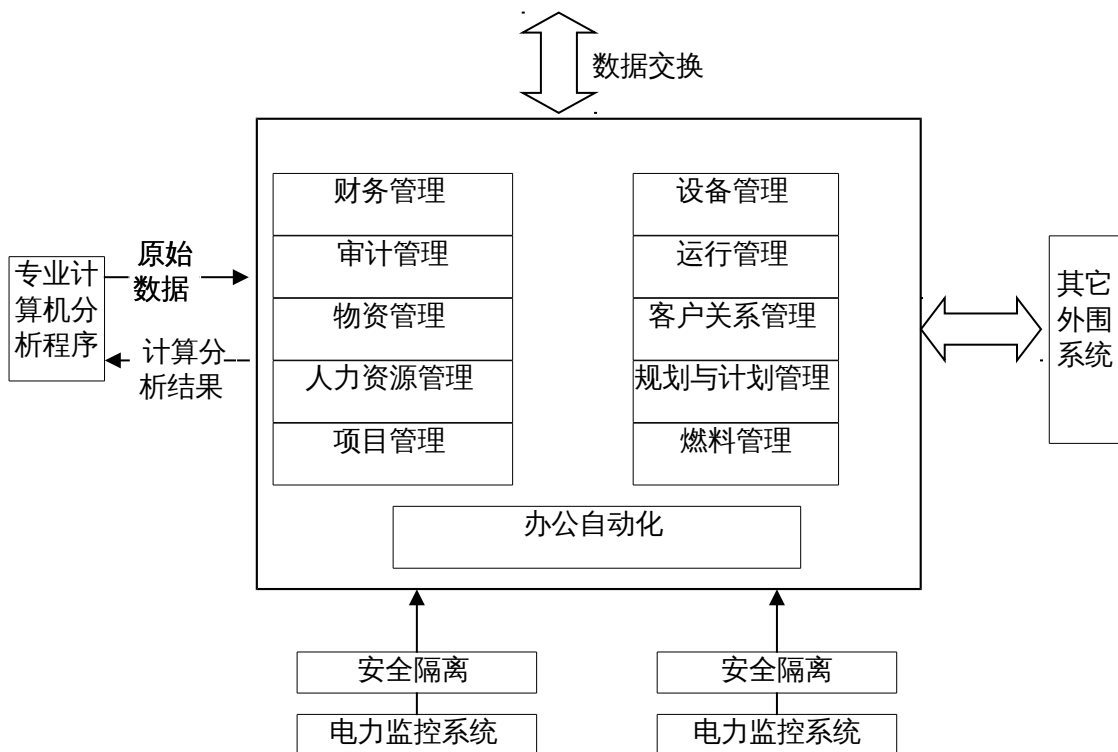 数据交换
财务管理
设备管理
审计管理
运行管理
物资管理
客户关系管理
人力资源管理
规划与计划管理
项目管理
燃料管理
办公自动化
专业计
算机分
析程序
原始
数据
计算分
析结果
其它
外围
系统
安全隔离
安全隔离
电力监控系统
电力监控系统